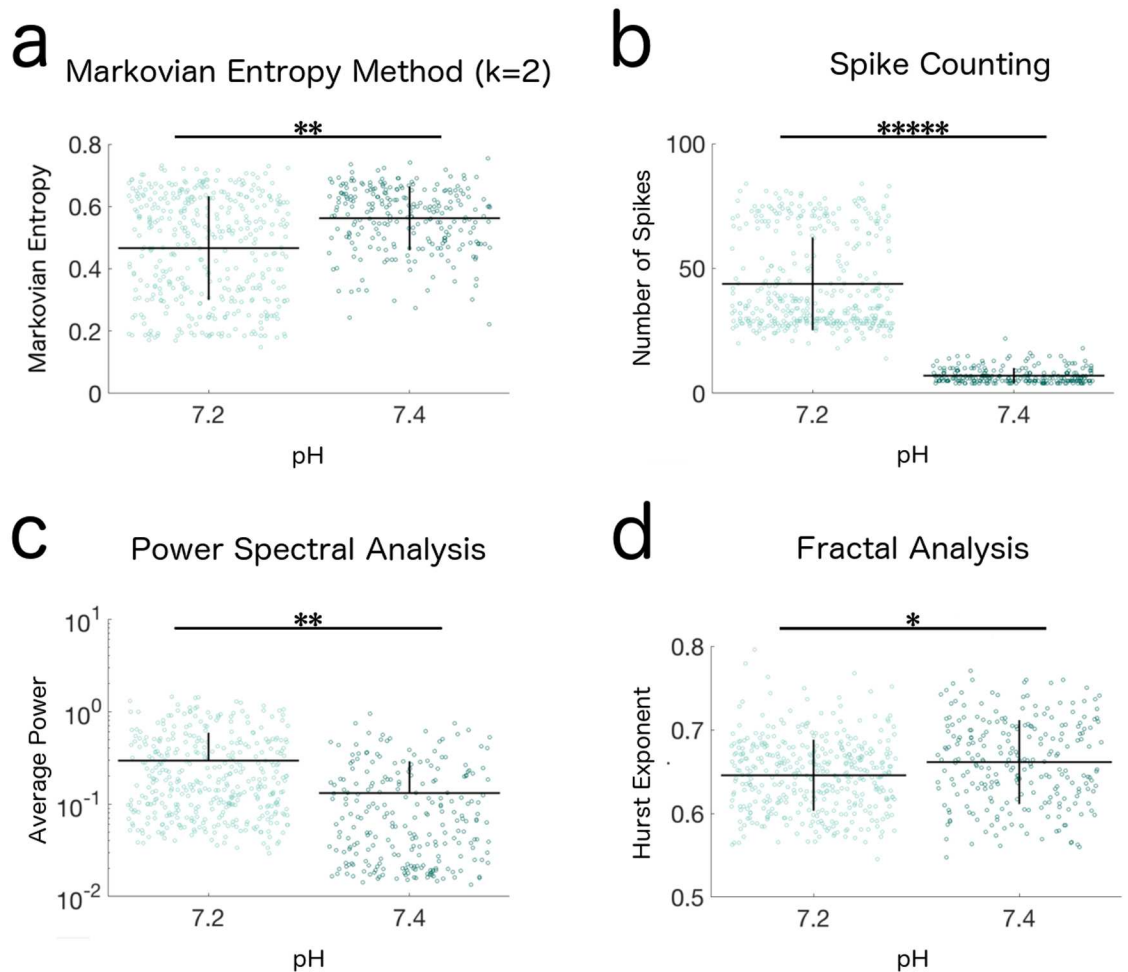 a
Markovian Entropy Method (k=2)
**
Markovian Entropy
0.8
0.6
0.4
0.2
0
7.2 7.4
pH
b
Spike Counting
*****
Number of Spikes
100
50
0
7.2 7.4
pH
c
Power Spectral Analysis
**
Average Power
10^1
10^0
10^-1
10^-2
7.2 7.4
pH
d
Fractal Analysis
*
Hurst Exponent
0.8
0.7
0.6
0.5
7.2 7.4
pH